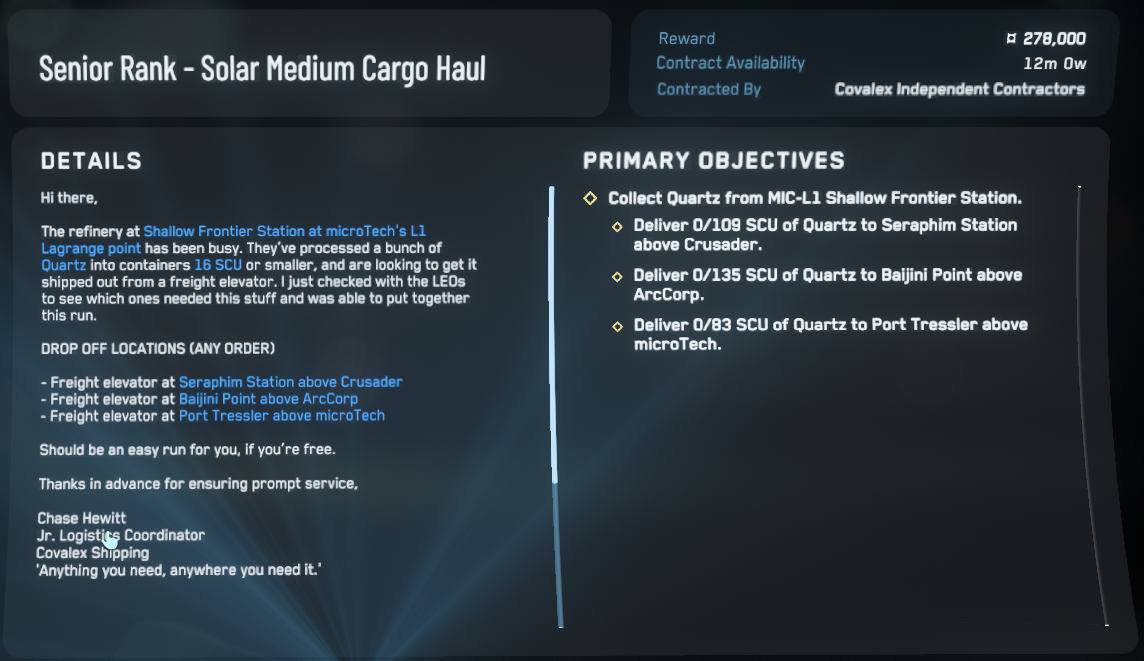 Senior Rank - Solar Medium Cargo Haul
Reward ¤ 278,000
Contract Availability 12m 0w
Contracted By Covalex Independent Contractors
DETAILS
Hi there,
The refinery at Shallow Frontier Station at microTech's L1
Lagrange point has been busy. They've processed a bunch of
Quartz into containers 16 SCU or smaller, and are looking to get it
shipped out from a freight elevator. I just checked with the LEOs
to see which ones needed this stuff and was able to put together
this run.
DROP OFF LOCATIONS (ANY ORDER)
- Freight elevator at Seraphim Station above Crusader
- Freight elevator at Baijini Point above ArcCorp
- Freight elevator at Port Tressler above microTech
Should be an easy run for you, if you're free.
Thanks in advance for ensuring prompt service,
Chase Hewitt
Jr. Logistics Coordinator
Covalex Shipping
'Anything you need, anywhere you need it.'
PRIMARY OBJECTIVES
Collect Quartz from MIC-L1 Shallow Frontier Station.
Deliver 0/109 SCU of Quartz to Seraphim Station
above Crusader.
Deliver 0/135 SCU of Quartz to Baijini Point above
ArcCorp.
Deliver 0/83 SCU of Quartz to Port Tressler above
microTech.